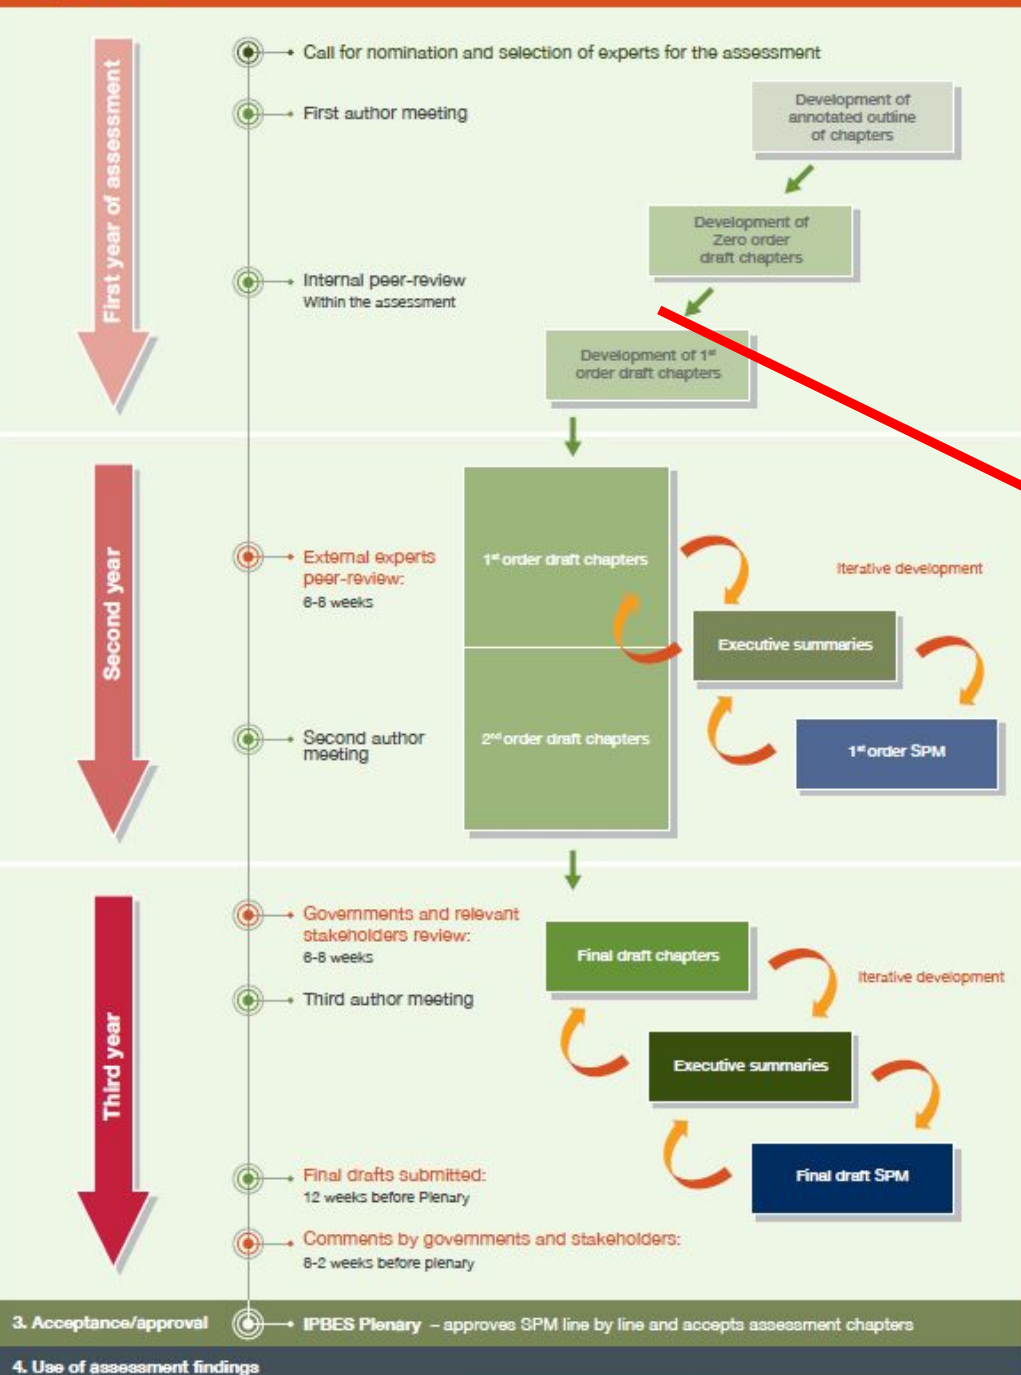 First year of assessment
Call for nomination and selection of experts for the assessment
First author meeting
Development of
annotated outline
of chapters
Development of
Zero order
draft chapters
Internal peer-review
Within the assessment
Development of 1st
order draft chapters
Second year
External experts
peer-review:
6-8 weeks
1st order draft chapters
Iterative development
Executive summaries
Second author
meeting
2nd order draft chapters
1st order SPM
Third year
Governments and relevant
stakeholders review:
6-8 weeks
Final draft chapters
Iterative development
Third author meeting
Executive summaries
Final drafts submitted:
12 weeks before Plenary
Final draft SPM
Comments by governments and stakeholders:
8-2 weeks before plenary
3. Acceptance/approval
IPBES Plenary – approves SPM line by line and accepts assessment chapters
4. Use of assessment findings